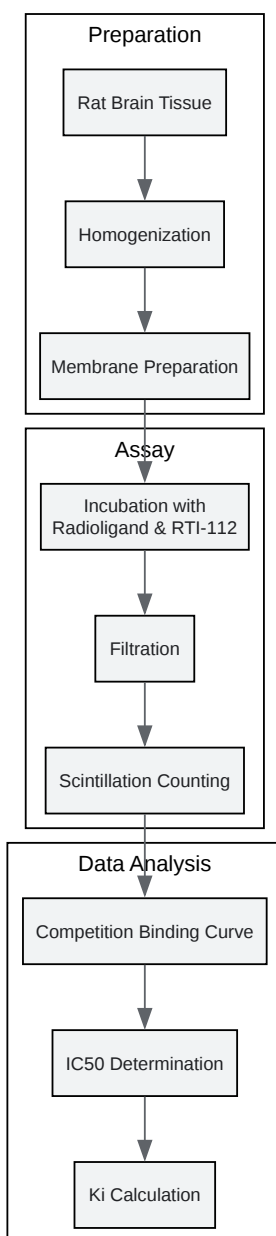 Preparation
Rat Brain Tissue
Homogenization
Membrane Preparation
Assay
Incubation with
Radioligand & RTI-112
Filtration
Scintillation Counting
Data Analysis
Competition Binding Curve
IC50 Determination
Ki Calculation